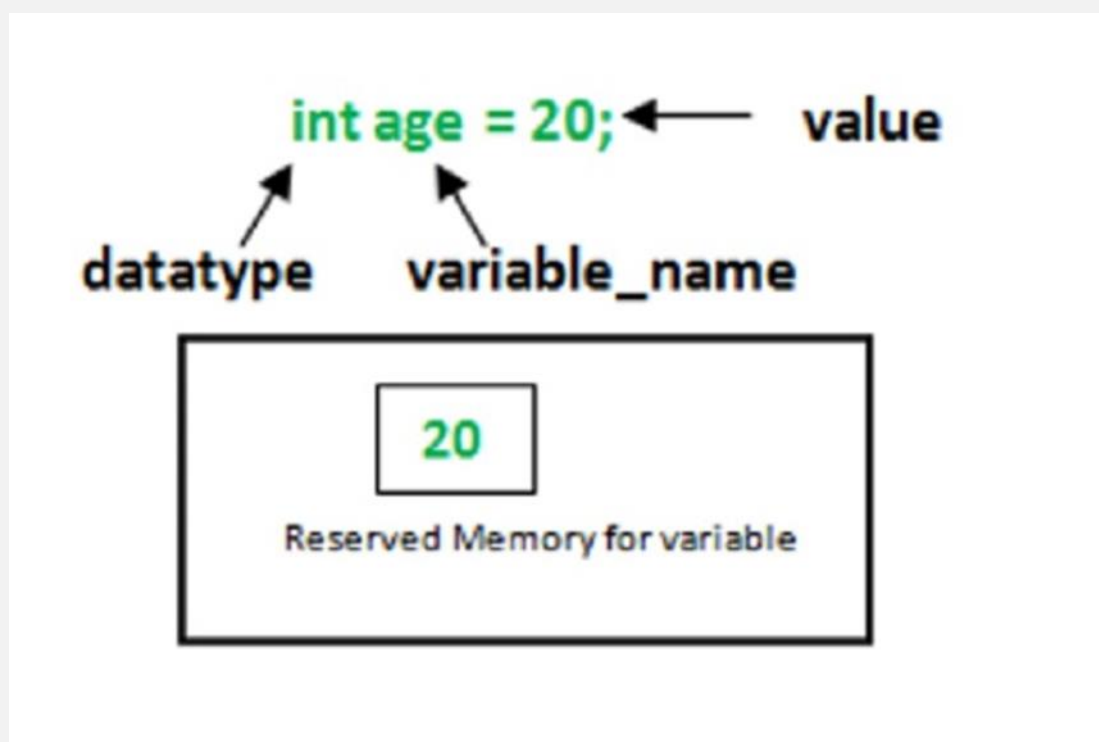 int age = 20; value
datatype variable_name
20
Reserved Memory for variable